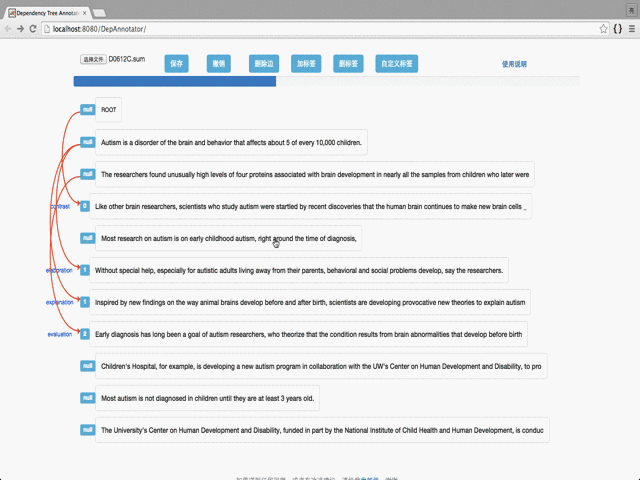 Dependency Tree Annotator
localhost:8080/DepAnnotator/
选择文件 D0612C.sum 保存 撤销 删除边 加标签 删标签 自定义标签 使用说明
null ROOT
null Autism is a disorder of the brain and behavior that affects about 5 of every 10,000 children.
null The researchers found unusually high levels of four proteins associated with brain development in nearly all the samples from children who later were
contrast 0 Like other brain researchers, scientists who study autism were startled by recent discoveries that the human brain continues to make new brain cells _
null Most research on autism is on early childhood autism, right around the time of diagnosis,
elaboration 1 Without special help, especially for autistic adults living away from their parents, behavioral and social problems develop, say the researchers.
explanation 1 Inspired by new findings on the way animal brains develop before and after birth, scientists are developing provocative new theories to explain autism
evaluation 2 Early diagnosis has long been a goal of autism researchers, who theorize that the condition results from brain abnormalities that develop before birth
null Children's Hospital, for example, is developing a new autism program in collaboration with the UW's Center on Human Development and Disability, to pro
null Most autism is not diagnosed in children until they are at least 3 years old.
null The University's Center on Human Development and Disability, funded in part by the National Institute of Child Health and Human Development, is conduc